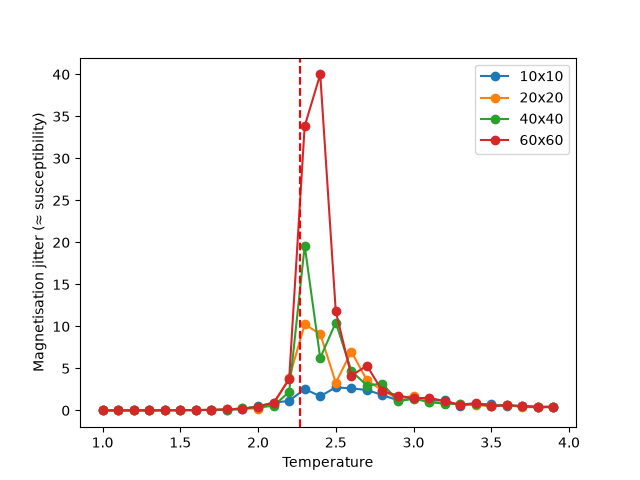 10x10
20x20
40x40
60x60
Magnetisation jitter (≈ susceptibility)
40
35
30
25
20
15
10
5
0
1.0 1.5 2.0 2.5 3.0 3.5 4.0
Temperature